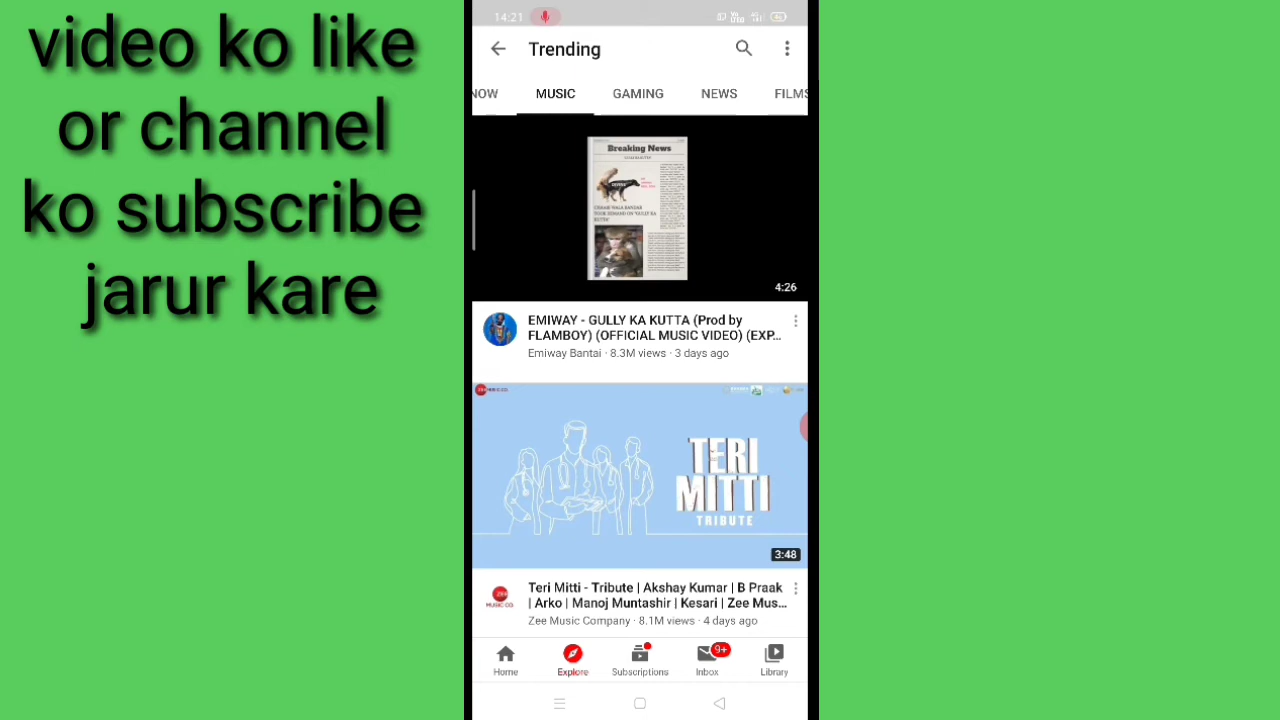 video ko like
or channel
ko subscribe
jarur kare
14:21
Trending
NOW
MUSIC
GAMING
NEWS
FILMS
Breaking News
4:26
EMIWAY - GULLY KA KUTTA (Prod by
FLAMBOY) (OFFICIAL MUSIC VIDEO) (EXP...
Emiway Bantai · 8.3M views · 3 days ago
TERI
MITTI
TRIBUTE
3:48
ZEE
MUSIC CO.
Teri Mitti - Tribute | Akshay Kumar | B Praak
| Arko | Manoj Muntashir | Kesari | Zee Mus...
Zee Music Company · 8.1M views · 4 days ago
9+
Home
Explore
Subscriptions
Inbox
Library